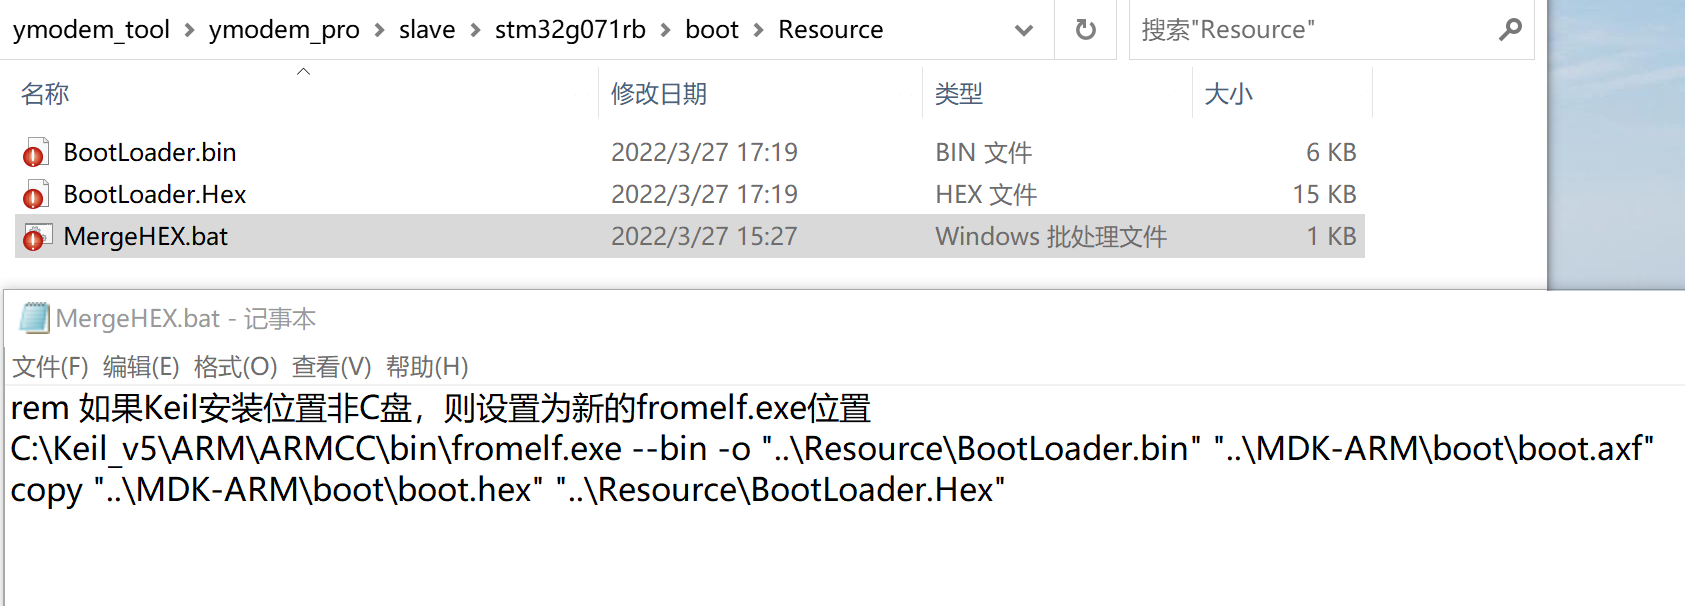 ymodem_tool > ymodem_pro > slave > stm32g071rb > boot > Resource
搜索"Resource"
名称 修改日期 类型 大小
BootLoader.bin 2022/3/27 17:19 BIN 文件 6 KB
BootLoader.Hex 2022/3/27 17:19 HEX 文件 15 KB
MergeHEX.bat 2022/3/27 15:27 Windows 批处理文件 1 KB
MergeHEX.bat - 记事本
文件(F) 编辑(E) 格式(O) 查看(V) 帮助(H)
rem 如果Keil安装位置非C盘，则设置为新的fromelf.exe位置
C:\Keil_v5\ARM\ARMCC\bin\fromelf.exe --bin -o "..\Resource\BootLoader.bin" "..\MDK-ARM\boot\boot.axf"
copy "..\MDK-ARM\boot\boot.hex" "..\Resource\BootLoader.Hex"